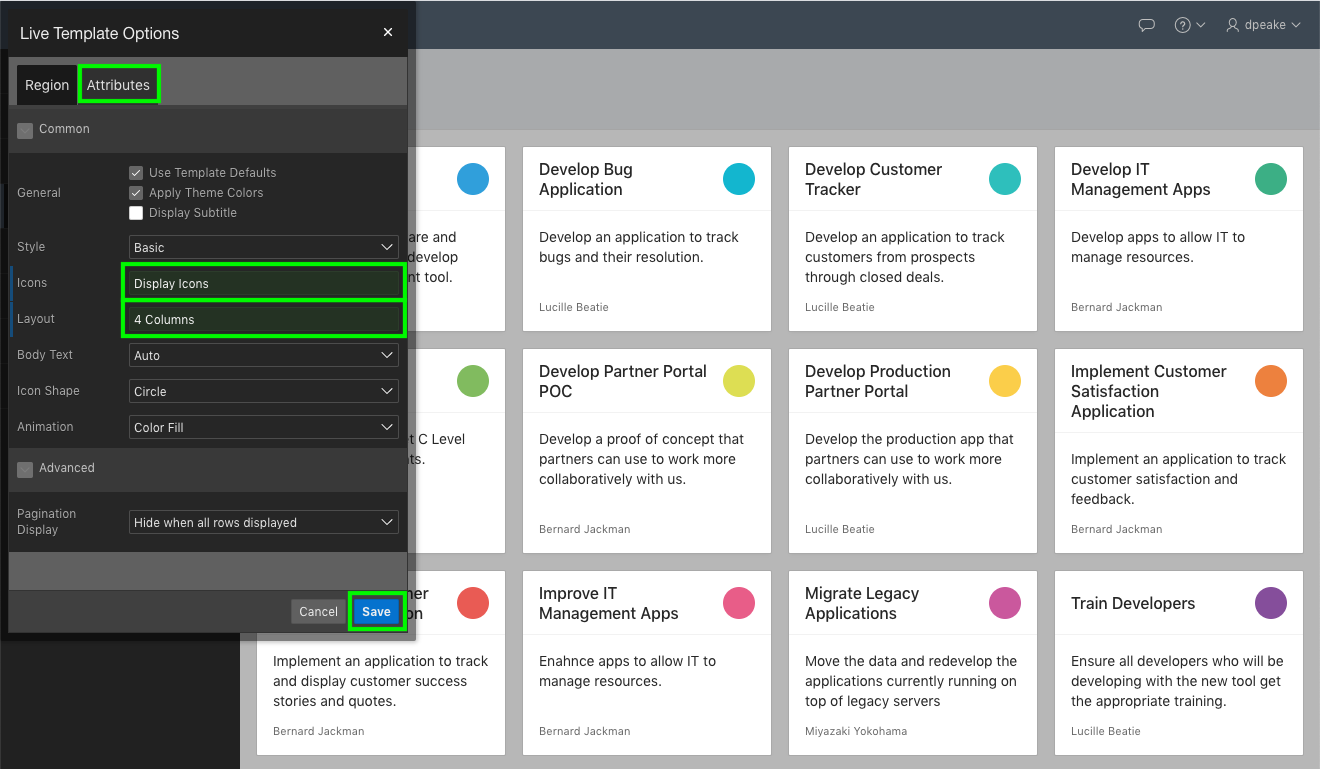 Live Template Options
dpeake
Region
Attributes
Common
General
Use Template Defaults
Apply Theme Colors
Display Subtitle
Style
Basic
Icons
Display Icons
Layout
4 Columns
Body Text
Auto
Icon Shape
Circle
Animation
Color Fill
Advanced
Pagination
Display
Hide when all rows displayed
Cancel
Save
and
develop
tool.
Develop Bug
Application
Develop an application to track
bugs and their resolution.
Lucille Beatie
Develop Customer
Tracker
Develop an application to track
customers from prospects
through closed deals.
Lucille Beatie
Develop IT
Management Apps
Develop apps to allow IT to
manage resources.
Bernard Jackman
C Level
Develop Partner Portal
POC
Develop a proof of concept that
partners can use to work more
collaboratively with us.
Bernard Jackman
Develop Production
Partner Portal
Develop the production app that
partners can use to work more
collaboratively with us.
Lucille Beatie
Implement Customer
Satisfaction
Application
Implement an application to track
customer satisfaction and
feedback.
Bernard Jackman
Implement an application to track
and display customer success
stories and quotes.
Bernard Jackman
Improve IT
Management Apps
Enahnce apps to allow IT to
manage resources.
Bernard Jackman
Migrate Legacy
Applications
Move the data and redevelop the
applications currently running on
top of legacy servers
Miyazaki Yokohama
Train Developers
Ensure all developers who will be
developing with the new tool get
the appropriate training.
Lucille Beatie